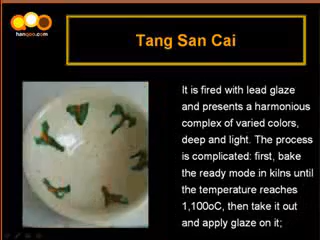 hangoo.com
Tang San Cai
It is fired with lead glaze
and presents a harmonious
complex of varied colors,
deep and light. The process
is complicated: first, bake
the ready mode in kilns until
the temperature reaches
1,100oC, then take it out
and apply glaze on it;